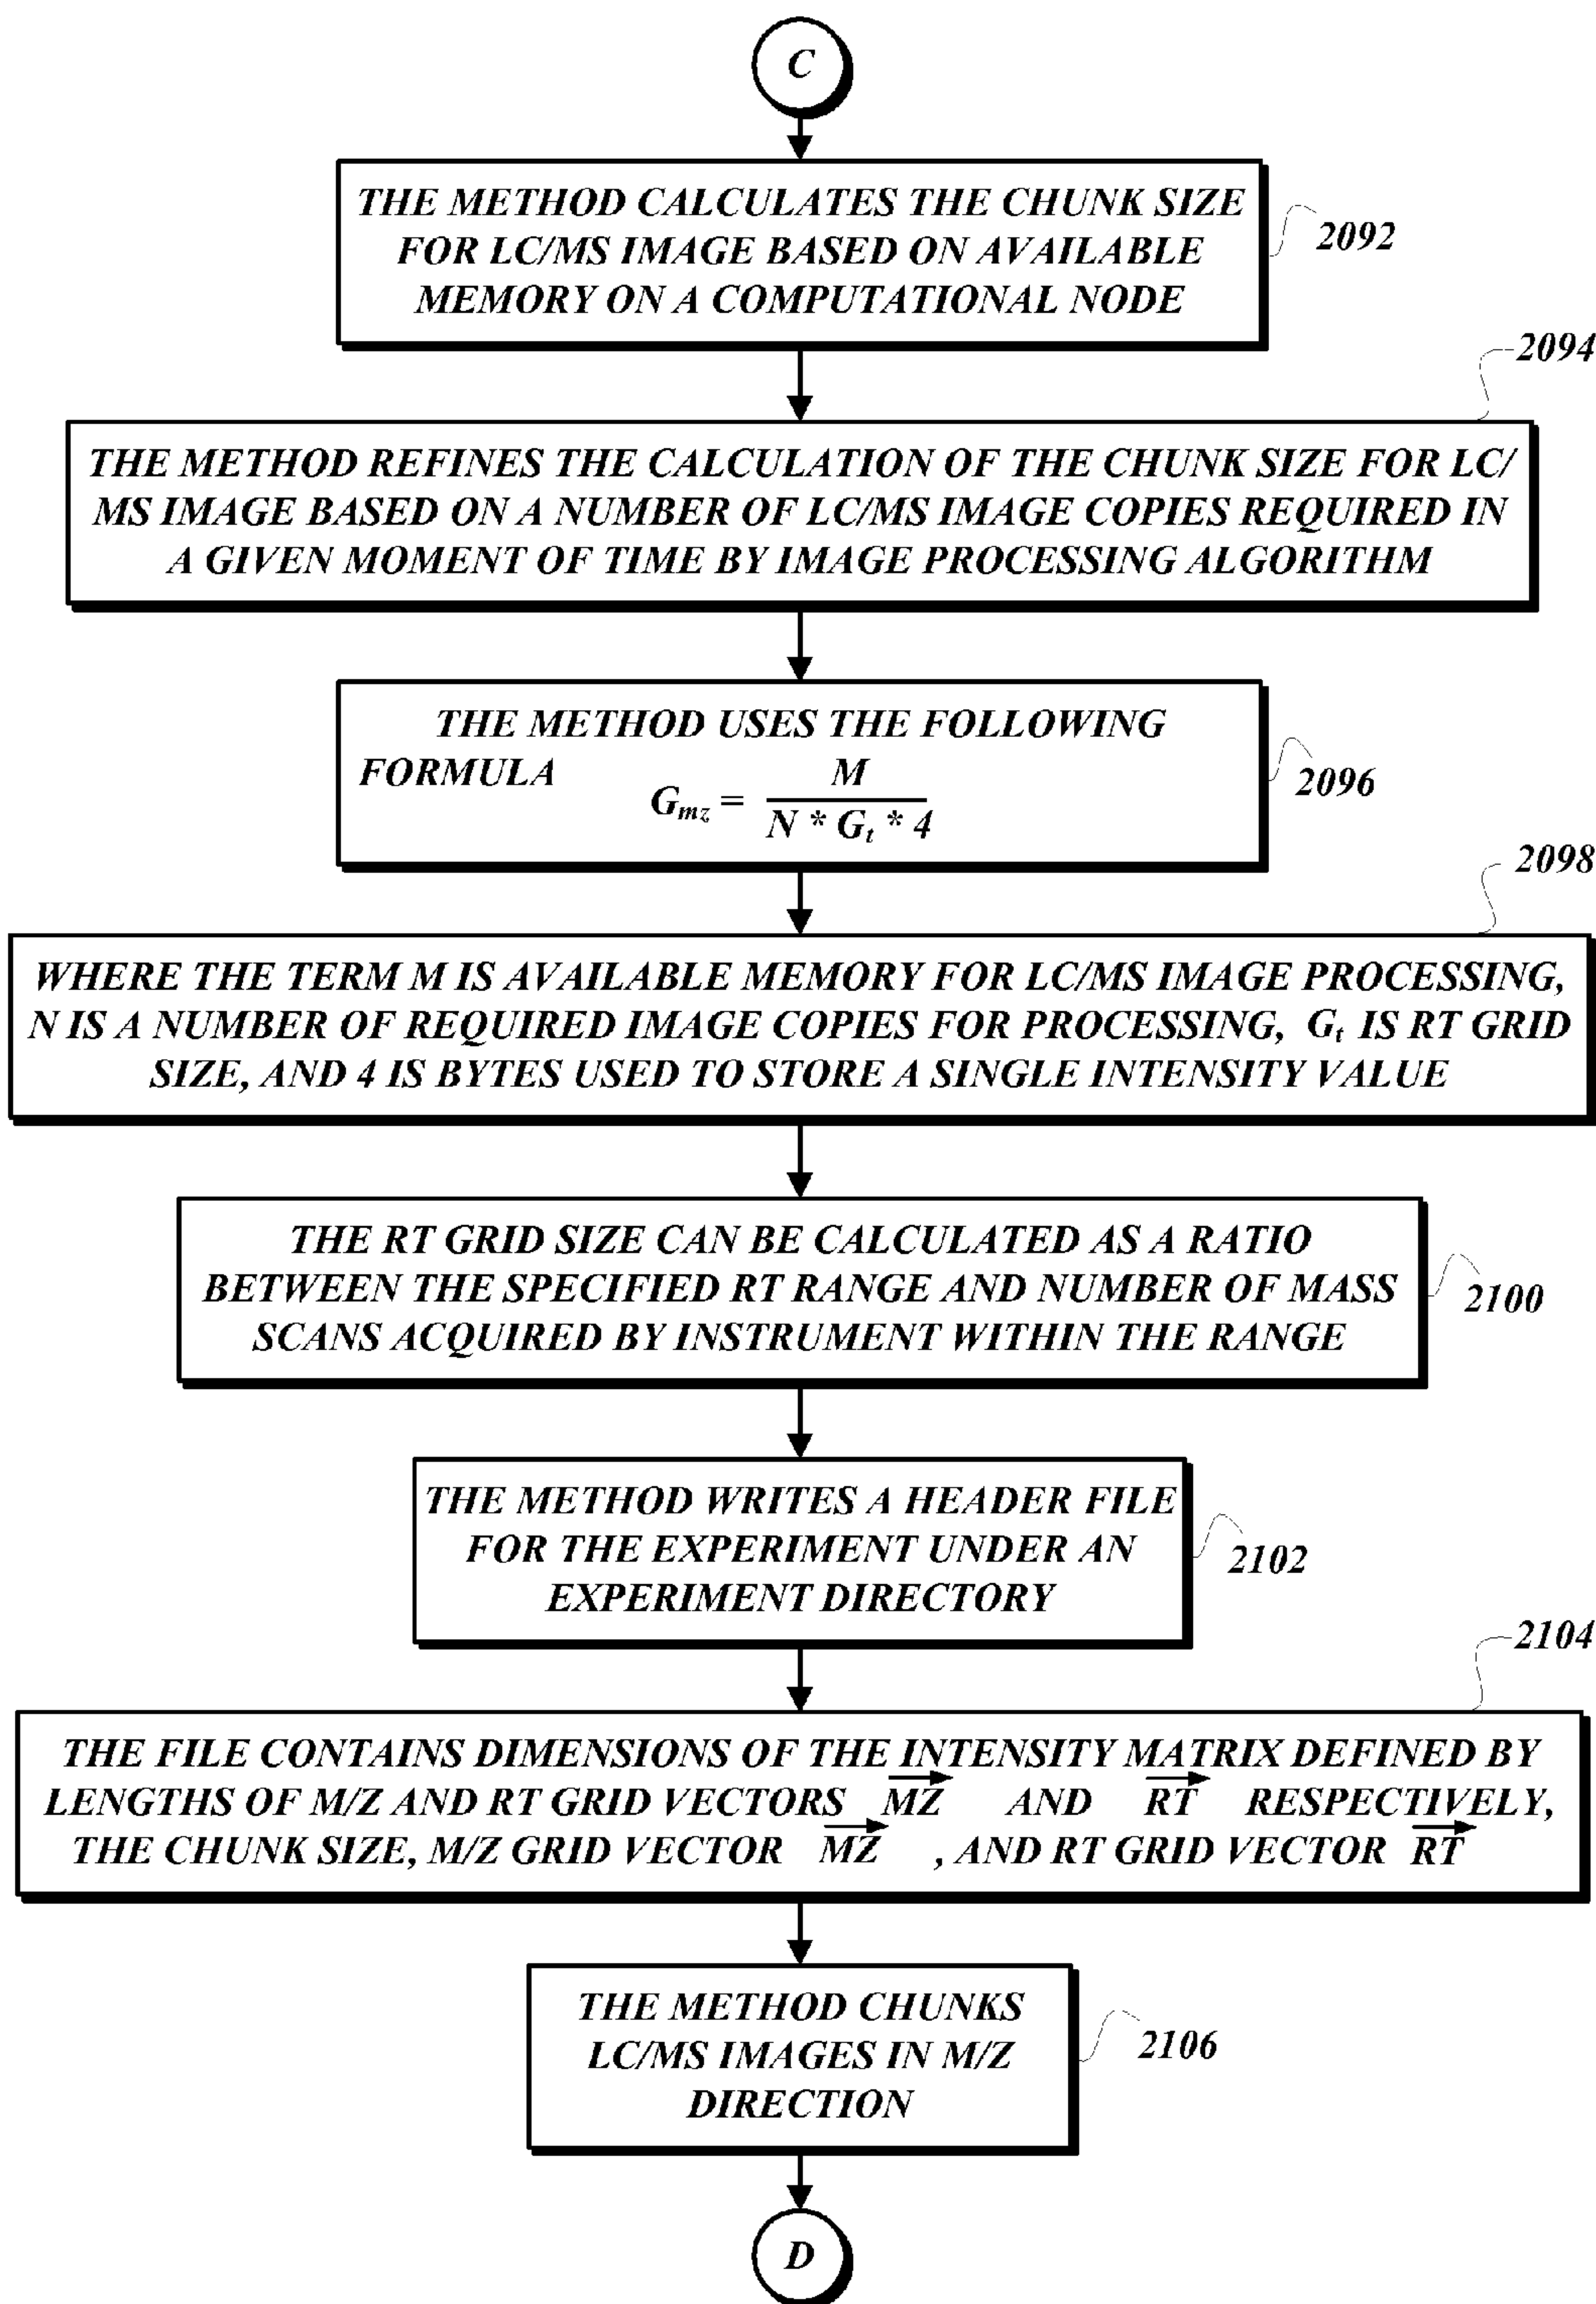 C
THE METHOD CALCULATES THE CHUNK SIZE
FOR LC/MS IMAGE BASED ON AVAILABLE
MEMORY ON A COMPUTATIONAL NODE
2092
2094
THE METHOD REFINES THE CALCULATION OF THE CHUNK SIZE FOR LC/
MS IMAGE BASED ON A NUMBER OF LC/MS IMAGE COPIES REQUIRED IN
A GIVEN MOMENT OF TIME BY IMAGE PROCESSING ALGORITHM
THE METHOD USES THE FOLLOWING
FORMULA G_{mz} = \frac{M}{N * G_t * 4}
2096
2098
WHERE THE TERM M IS AVAILABLE MEMORY FOR LC/MS IMAGE PROCESSING,
N IS A NUMBER OF REQUIRED IMAGE COPIES FOR PROCESSING, G_t IS RT GRID
SIZE, AND 4 IS BYTES USED TO STORE A SINGLE INTENSITY VALUE
THE RT GRID SIZE CAN BE CALCULATED AS A RATIO
BETWEEN THE SPECIFIED RT RANGE AND NUMBER OF MASS
SCANS ACQUIRED BY INSTRUMENT WITHIN THE RANGE
2100
THE METHOD WRITES A HEADER FILE
FOR THE EXPERIMENT UNDER AN
EXPERIMENT DIRECTORY
2102
2104
THE FILE CONTAINS DIMENSIONS OF THE INTENSITY MATRIX DEFINED BY
LENGTHS OF M/Z AND RT GRID VECTORS \overrightarrow{MZ} AND \overrightarrow{RT} RESPECTIVELY,
THE CHUNK SIZE, M/Z GRID VECTOR \overrightarrow{MZ} , AND RT GRID VECTOR \overrightarrow{RT}
THE METHOD CHUNKS
LC/MS IMAGES IN M/Z
DIRECTION
2106
D